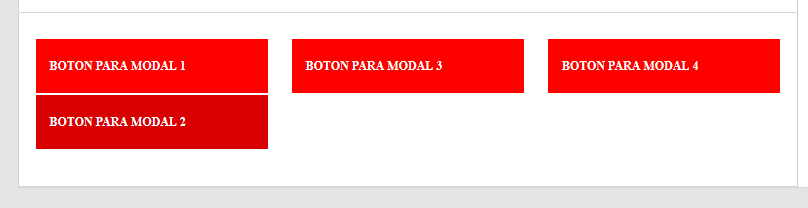 BOTON PARA MODAL 1
BOTON PARA MODAL 2
BOTON PARA MODAL 3
BOTON PARA MODAL 4